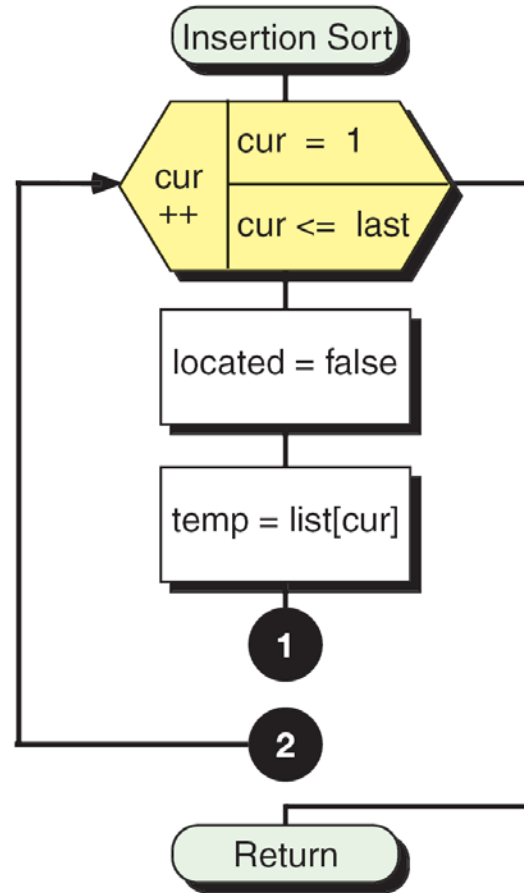 Insertion Sort
cur
++
cur = 1
cur <= last
located = false
temp = list[cur]
1
2
Return